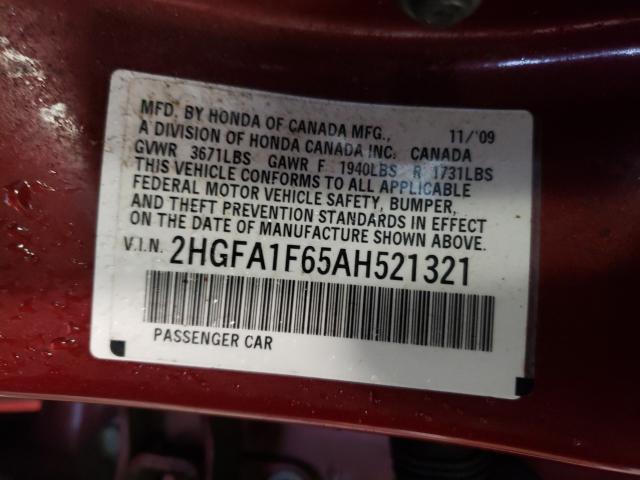 MFD. BY HONDA OF CANADA MFG., 11/'09
A DIVISION OF HONDA CANADA INC. CANADA
GVWR 3671LBS GAWR F 1940LBS R 1731LBS
THIS VEHICLE CONFORMS TO ALL APPLICABLE
FEDERAL MOTOR VEHICLE SAFETY, BUMPER,
AND THEFT PREVENTION STANDARDS IN EFFECT
ON THE DATE OF MANUFACTURE SHOWN ABOVE.
V.I.N. 2HGFA1F65AH521321
PASSENGER CAR